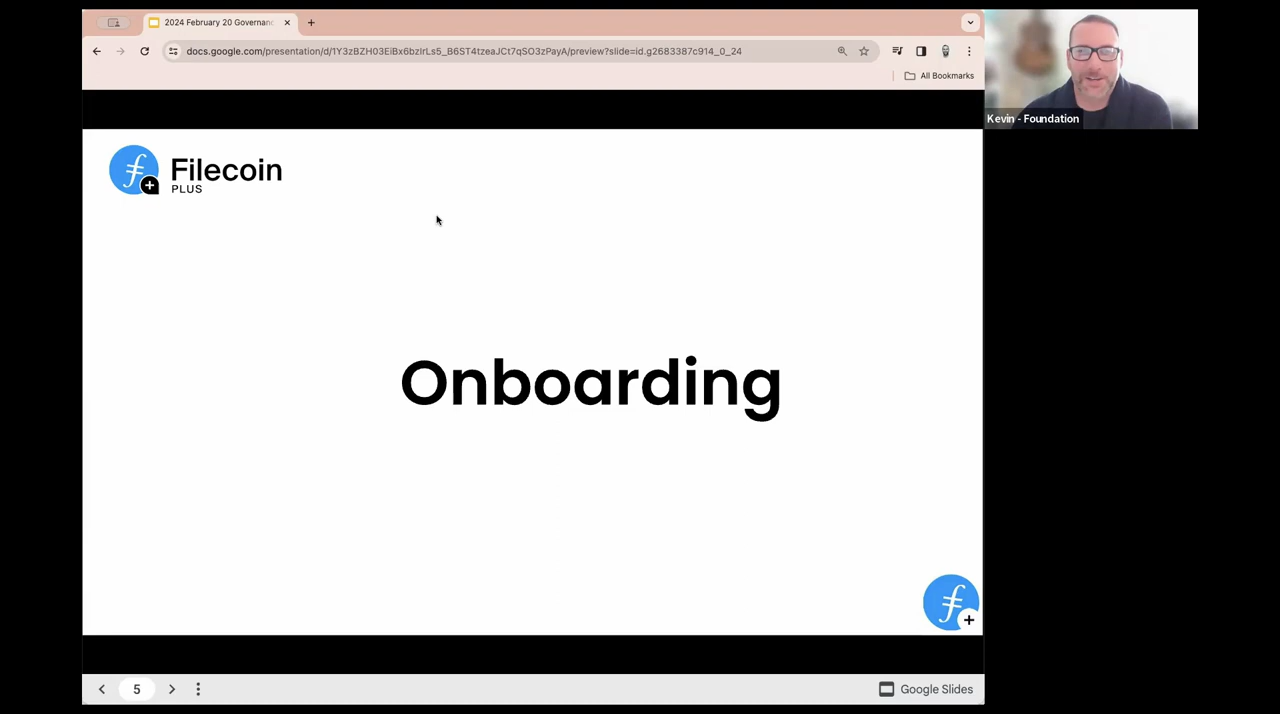 2024 February 20 Governanc
docs.google.com/presentation/d/1Y3zBZH03EiBx6bzIrLs5_B6ST4tzeaJCt7qSO3zPayA/preview?slide=id.g2683387c914_0_24
All Bookmarks
Kevin - Foundation
Filecoin
PLUS
Onboarding
5
Google Slides